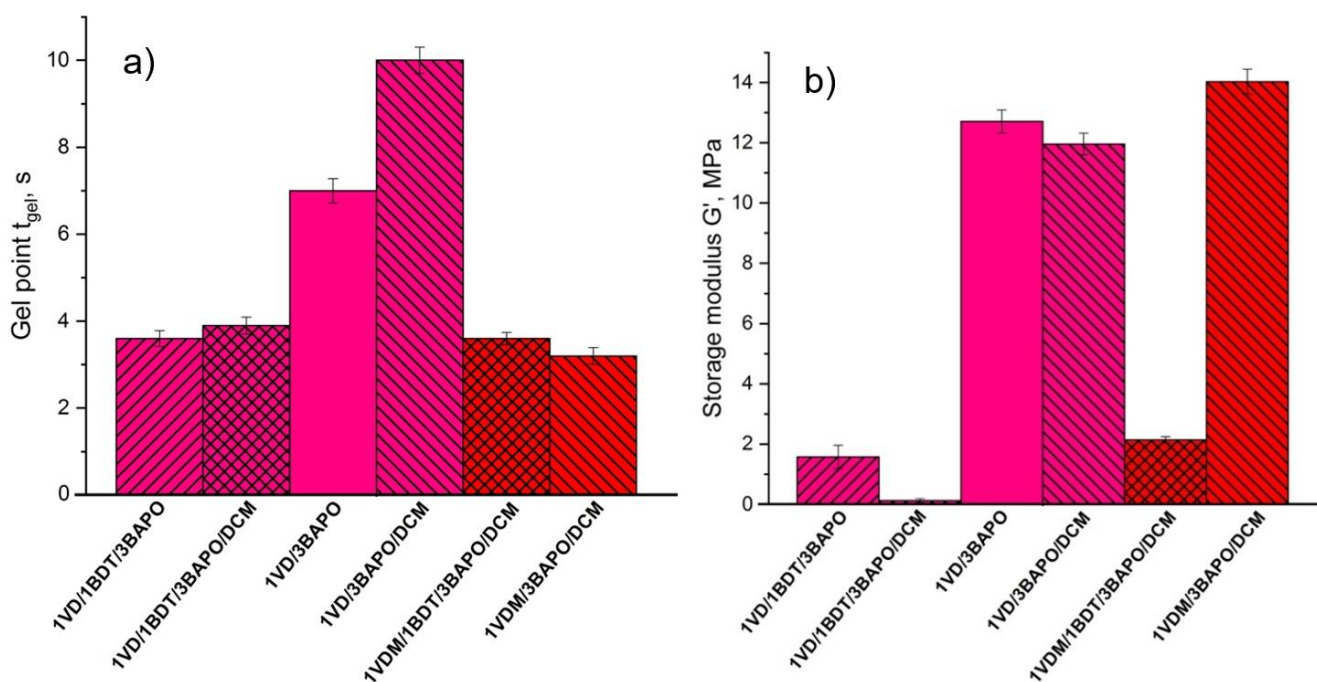 a)
Gel point tgel, s
10
8
6
4
2
0
1VD/1BDT/3BAPO
1VD/1BDT/3BAPO/DCM
1VD/3BAPO
1VD/3BAPO/DCM
1VDM/1BDT/3BAPO/DCM
1VDM/3BAPO/DCM
b)
Storage modulus G', MPa
14
12
10
8
6
4
2
0
1VD/1BDT/3BAPO
1VD/1BDT/3BAPO/DCM
1VD/3BAPO
1VD/3BAPO/DCM
1VDM/1BDT/3BAPO/DCM
1VDM/3BAPO/DCM